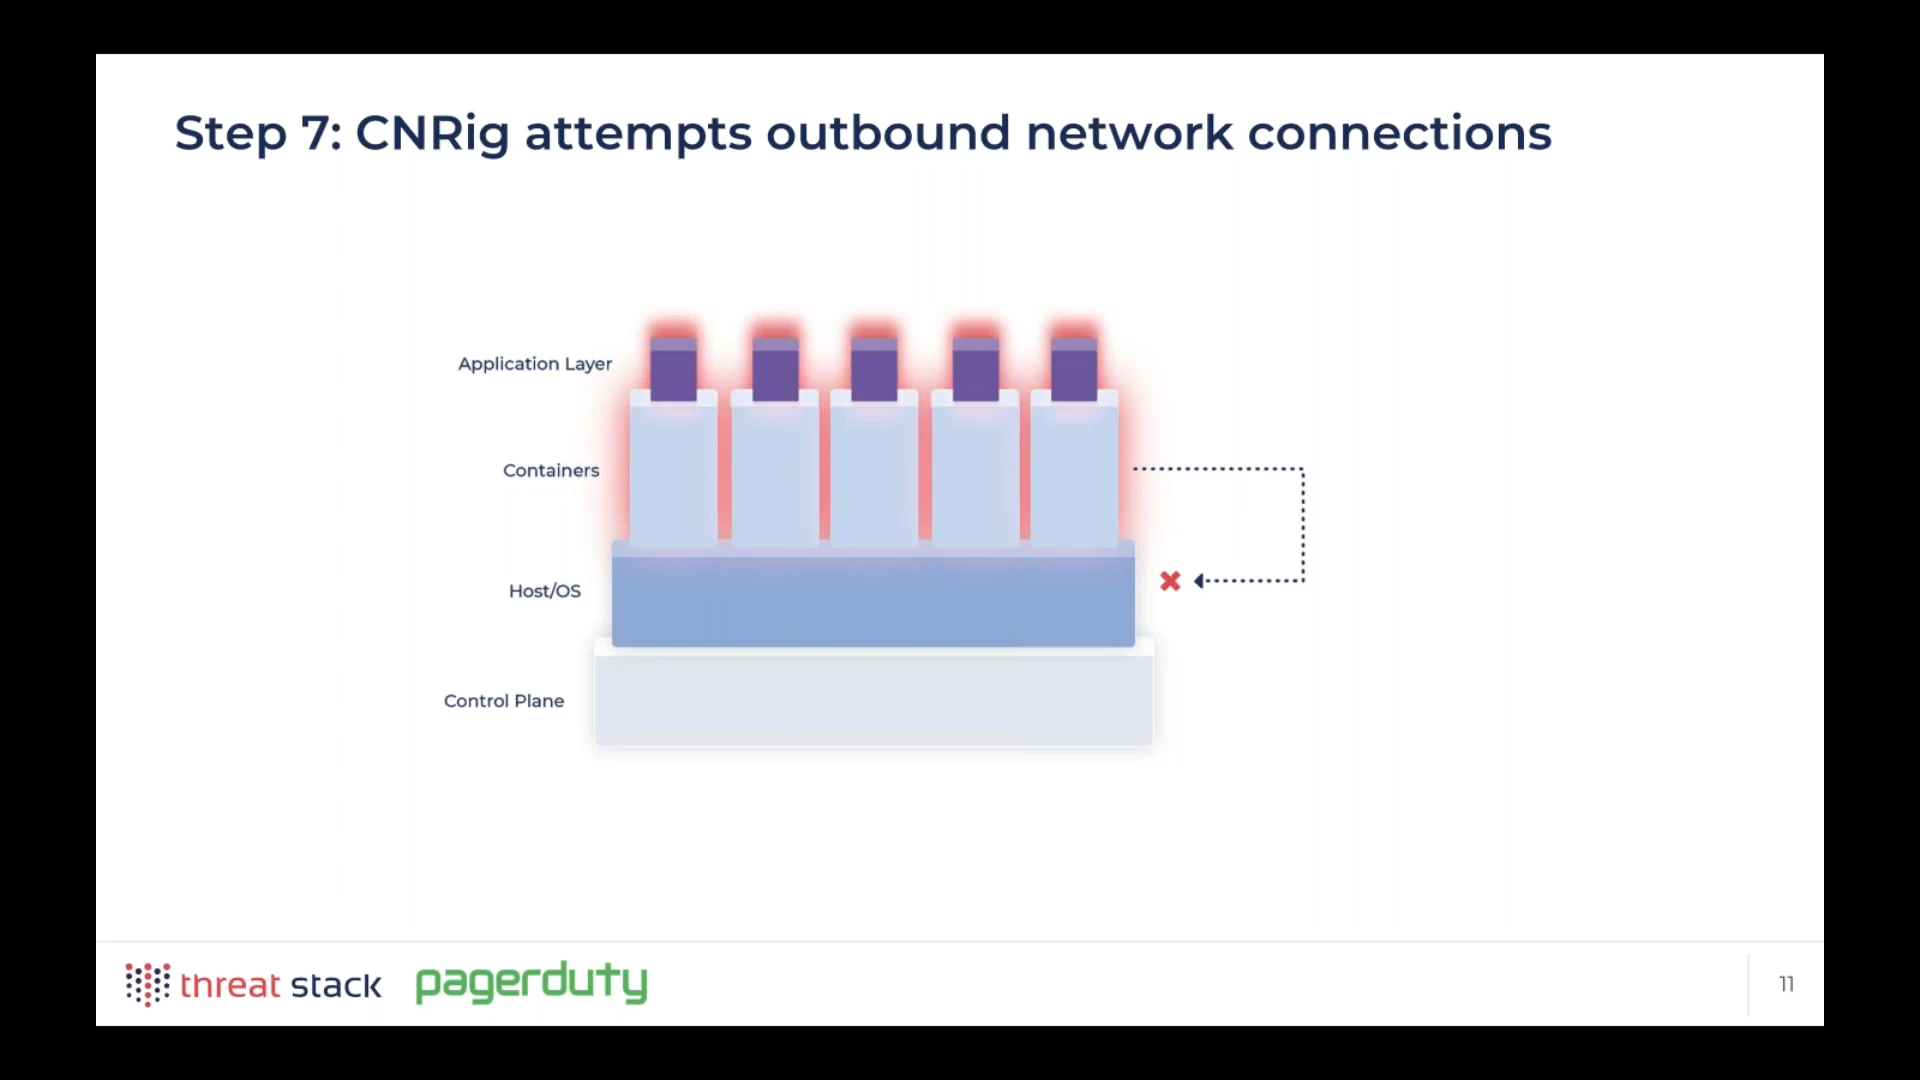 Step 7: CNRig attempts outbound network connections
Application Layer
Containers
Host/OS
Control Plane
threat stack
pagerduty
11